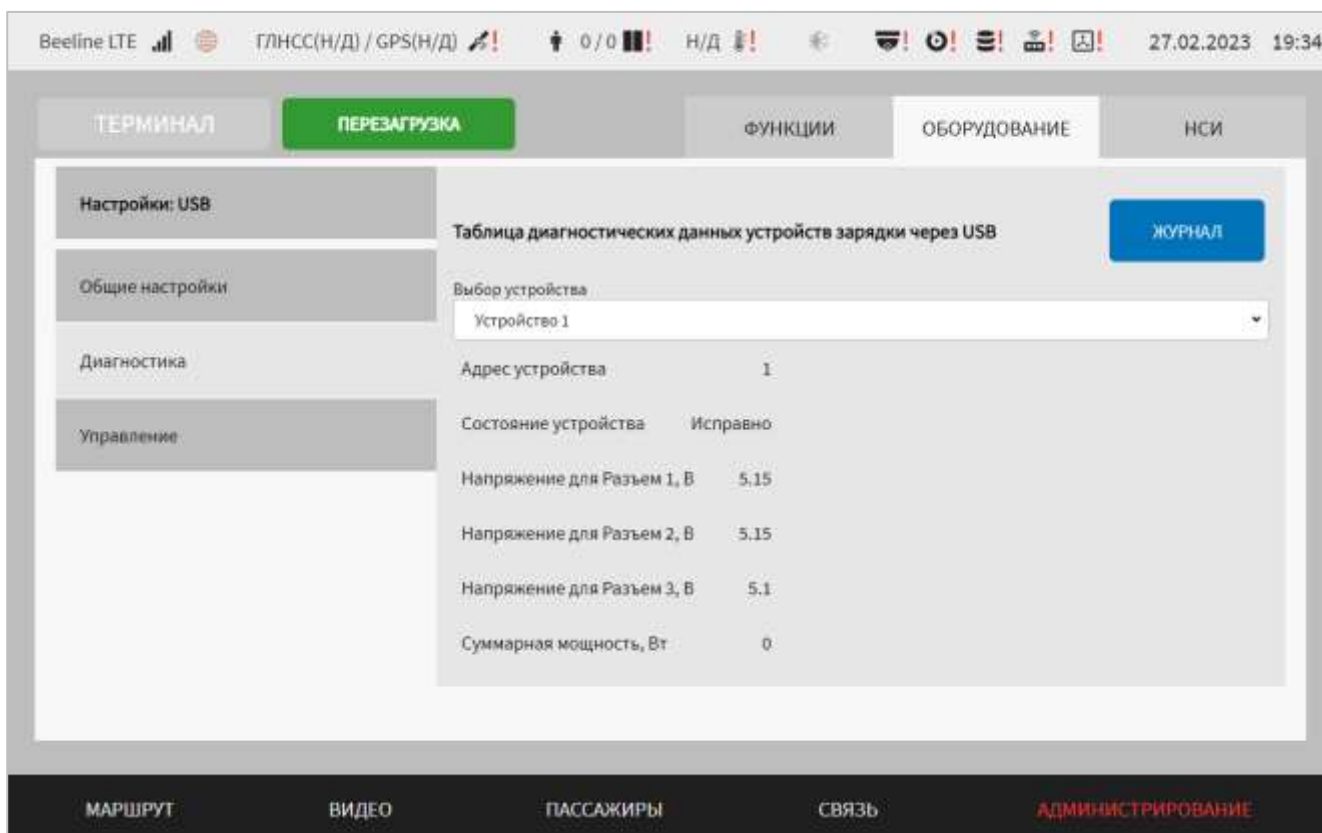 Beeline LTE ГЛНСС(Н/Д) / GPS(Н/Д) ! 0 / 0 ! Н/Д ! ! ! ! ! ! 27.02.2023 19:34
ТЕРМИНАЛ ПЕРЕЗАГРУЗКА ФУНКЦИИ ОБОРУДОВАНИЕ НСИ
Настройки: USB
Общие настройки
Диагностика
Управление
Таблица диагностических данных устройств зарядки через USB ЖУРНАЛ
Выбор устройства
Устройство 1
Адрес устройства 1
Состояние устройства Исправно
Напряжение для Разъем 1, В 5.15
Напряжение для Разъем 2, В 5.15
Напряжение для Разъем 3, В 5.1
Суммарная мощность, Вт 0
МАРШРУТ ВИДЕО ПАССАЖИРЫ СВЯЗЬ АДМИНИСТРИРОВАНИЕ